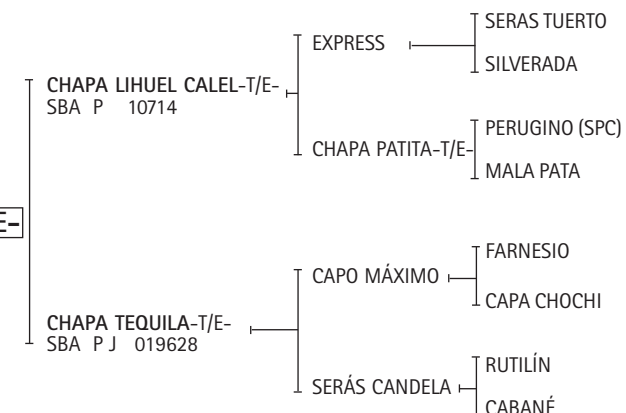 SERAS TUERTO
EXPRESS
SILVERADA
CHAPA LIHUEL CALEL-T/E-
SBA P 10714
PERUGINO (SPC)
CHAPA PATITA-T/E-
MALA PATA
E-
FARNESIO
CAPO MÁXIMO
CAPA CHOCHI
CHAPA TEQUILA-T/E-
SBA P J 019628
RUTILÍN
SERÁS CANDELA
CABANÉ